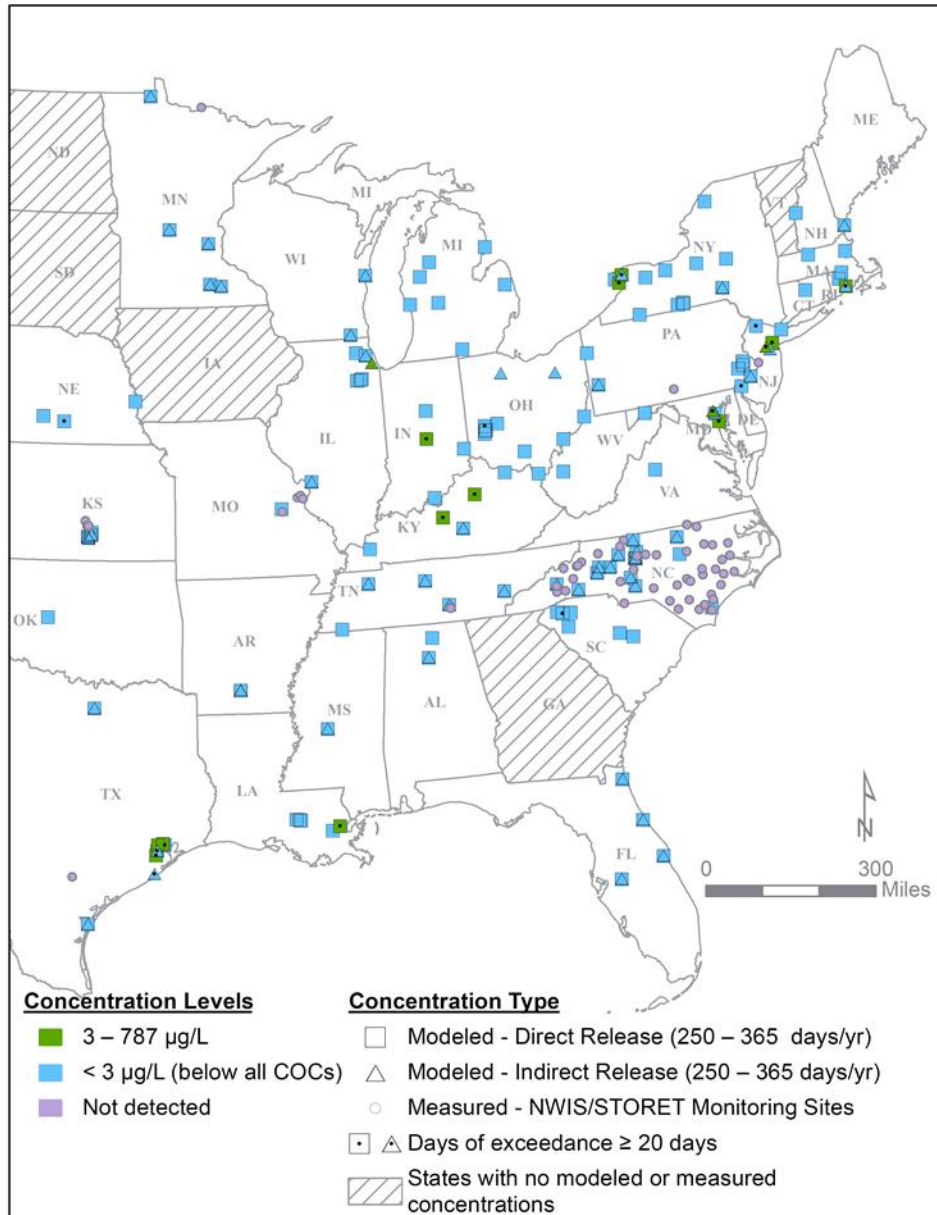 ME
ND
MN
MI
VT
NH
NY
WI
MI
MA
SD
CT
RI
PA
IA
NJ
NE
OH
IL
IN
MD
DE
WV
VA
KS
MO
KY
NC
TN
OK
AR
SC
MS
AL
GA
TX
LA
N
FL
0 300
Miles
Concentration Levels
3 – 787 µg/L
< 3 µg/L (below all COCs)
Not detected
Concentration Type
Modeled - Direct Release (250 – 365 days/yr)
Modeled - Indirect Release (250 – 365 days/yr)
Measured - NWIS/STORET Monitoring Sites
Days of exceedance ≥ 20 days
States with no modeled or measured
concentrations